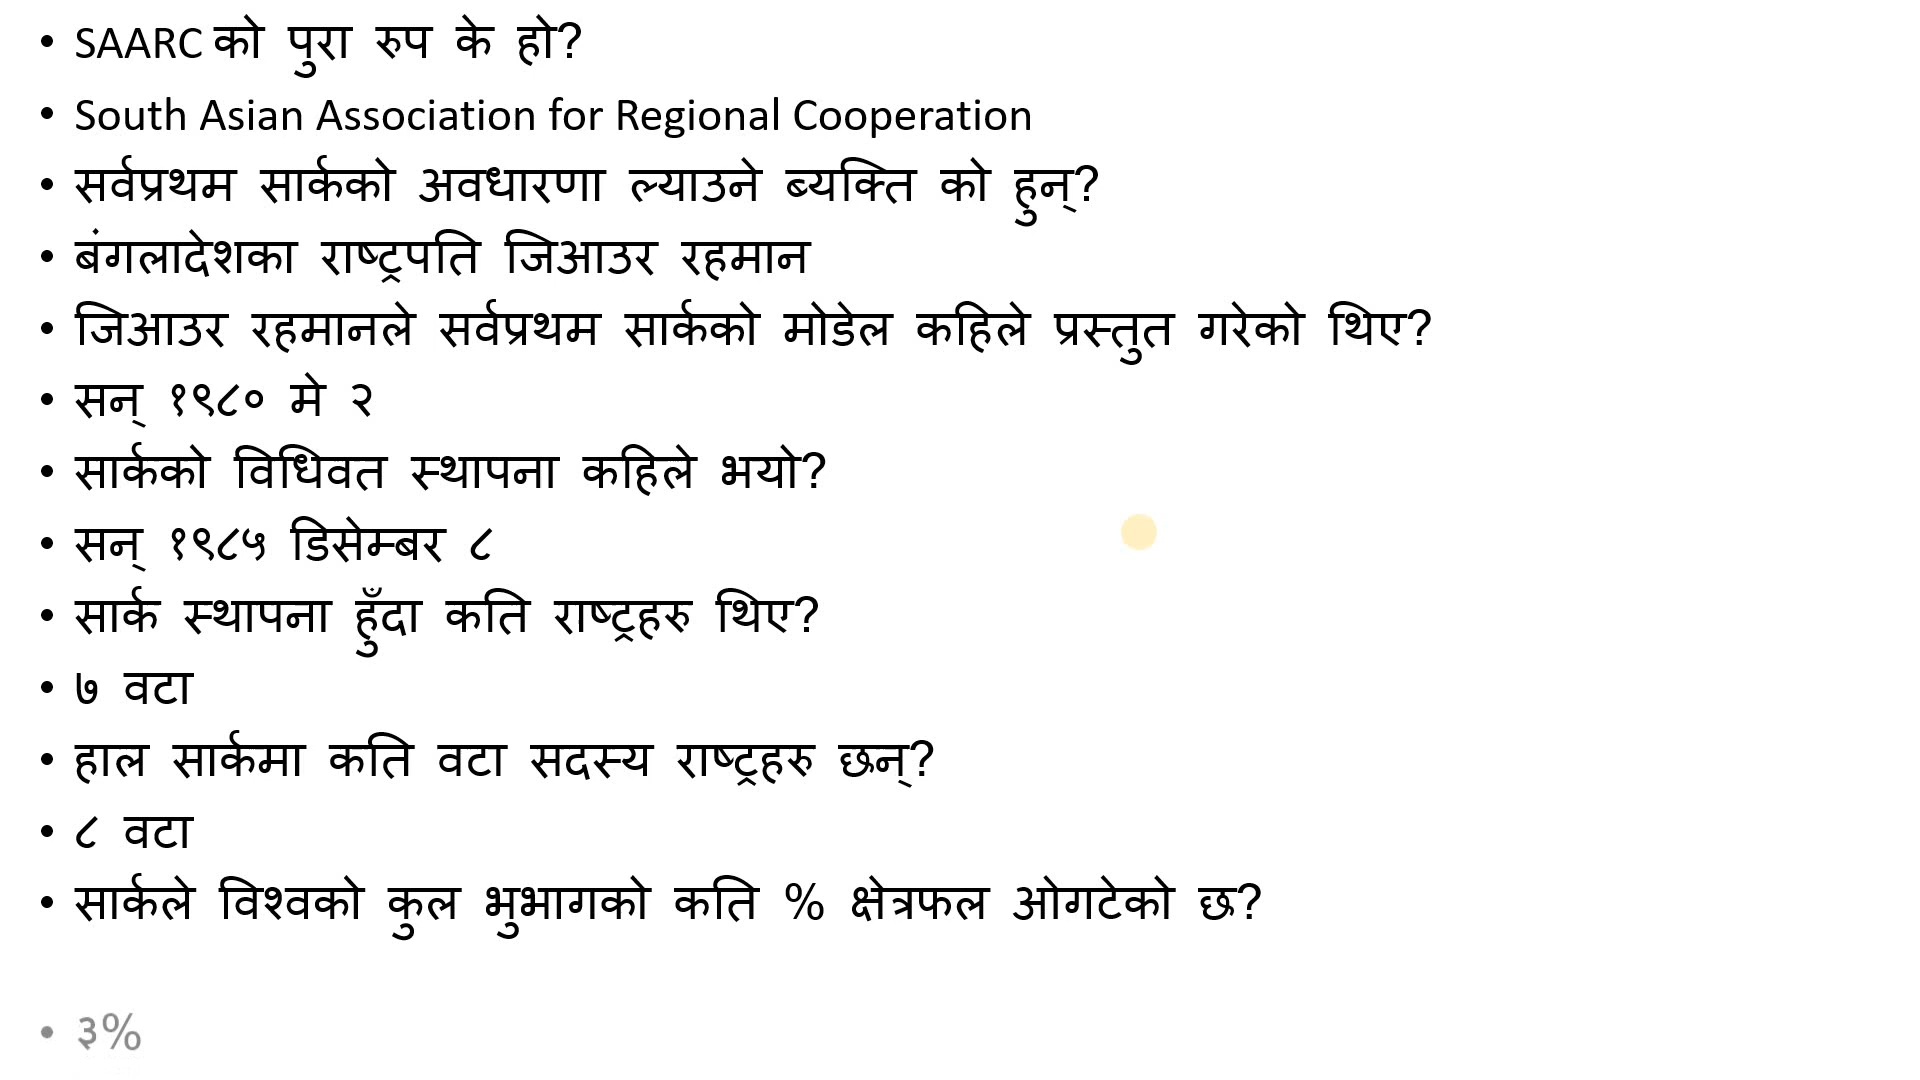 • SAARC को पुरा रुप के हो?
• South Asian Association for Regional Cooperation
• सर्वप्रथम सार्कको अवधारणा ल्याउने ब्यक्ति को हुन्?
• बंगलादेशका राष्ट्रपति जिआउर रहमान
• जिआउर रहमानले सर्वप्रथम सार्कको मोडेल कहिले प्रस्तुत गरेको थिए?
• सन् १९८० मे २
• सार्कको विधिवत स्थापना कहिले भयो?
• सन् १९८५ डिसेम्बर ८
• सार्क स्थापना हुँदा कति राष्ट्रहरु थिए?
• ७ वटा
• हाल सार्कमा कति वटा सदस्य राष्ट्रहरु छन्?
• ८ वटा
• सार्कले विश्वको कुल भुभागको कति % क्षेत्रफल ओगटेको छ?
• ३%